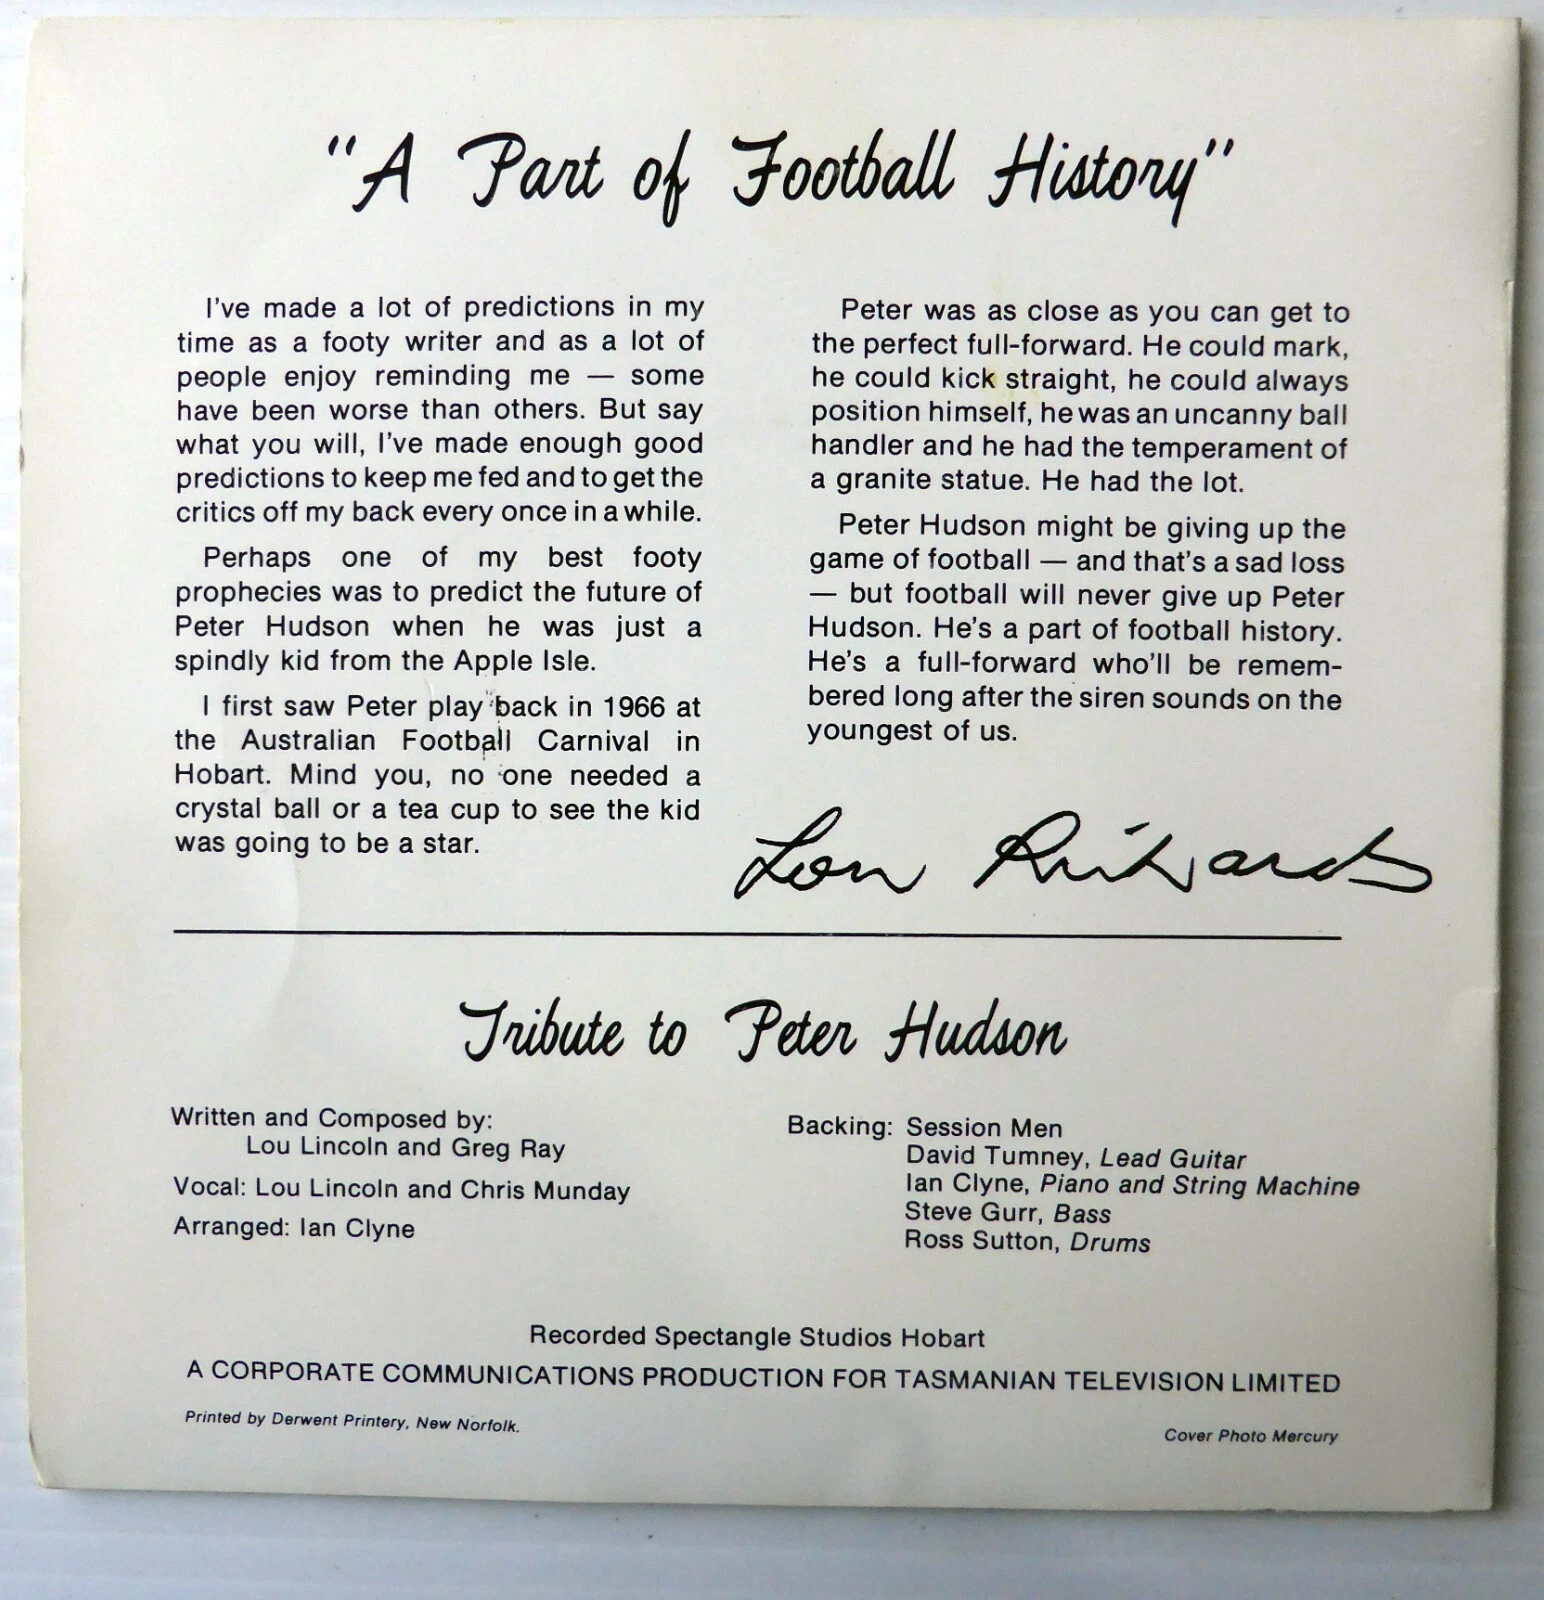 "A Part of Football History"
I've made a lot of predictions in my
time as a footy writer and as a lot of
people enjoy reminding me — some
have been worse than others. But say
what you will, I've made enough good
predictions to keep me fed and to get the
critics off my back every once in a while.
Perhaps one of my best footy
prophecies was to predict the future of
Peter Hudson when he was just a
spindly kid from the Apple Isle.
I first saw Peter play back in 1966 at
the Australian Football Carnival in
Hobart. Mind you, no one needed a
crystal ball or a tea cup to see the kid
was going to be a star.
Peter was as close as you can get to
the perfect full-forward. He could mark,
he could kick straight, he could always
position himself, he was an uncanny ball
handler and he had the temperament of
a granite statue. He had the lot.
Peter Hudson might be giving up the
game of football — and that's a sad loss
— but football will never give up Peter
Hudson. He's a part of football history.
He's a full-forward who'll be remem-
bered long after the siren sounds on the
youngest of us.
Lou Richards
Tribute to Peter Hudson
Written and Composed by:
Lou Lincoln and Greg Ray
Vocal: Lou Lincoln and Chris Munday
Arranged: Ian Clyne
Backing: Session Men
David Tumney, Lead Guitar
Ian Clyne, Piano and String Machine
Steve Gurr, Bass
Ross Sutton, Drums
Recorded Spectangle Studios Hobart
A CORPORATE COMMUNICATIONS PRODUCTION FOR TASMANIAN TELEVISION LIMITED
Printed by Derwent Printery, New Norfolk.
Cover Photo Mercury